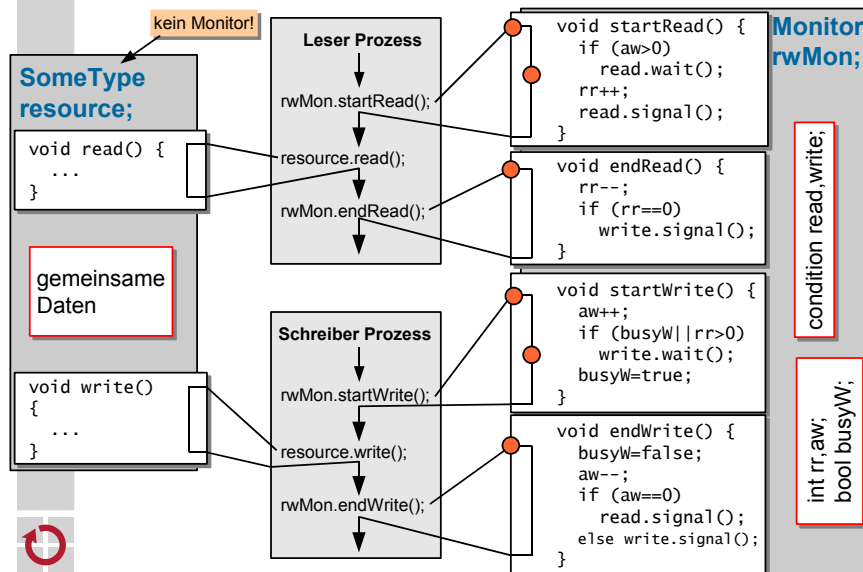 kein Monitor!
SomeType
resource;
void read() {
...
}
gemeinsame
Daten
void write()
{
...
}
Leser Prozess
rwMon.startRead();
resource.read();
rwMon.endRead();
Schreiber Prozess
rwMon.startWrite();
resource.write();
rwMon.endWrite();
Monitor
rwMon;
void startRead() {
if (aw>0)
read.wait();
rr++;
read.signal();
}
void endRead() {
rr--;
if (rr==0)
write.signal();
}
void startWrite() {
aw++;
if (busyW||rr>0)
write.wait();
busyW=true;
}
void endWrite() {
busyW=false;
aw--;
if (aw==0)
read.signal();
else write.signal();
}
condition read,write;
int rr,aw;
bool busyW;